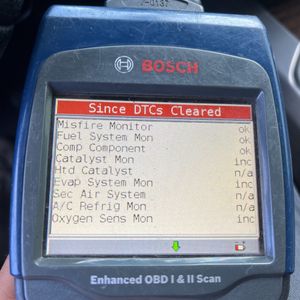 BOSCH
Since DTCs Cleared
Misfire Monitor ok
Fuel System Mon ok
Comp Component ok
Catalyst Mon inc
Htd Catalyst n/a
Evap System Mon inc
Sec Air System n/a
A/C Refrig Mon n/a
Oxygen Sens Mon inc
Enhanced OBD I & II Scan